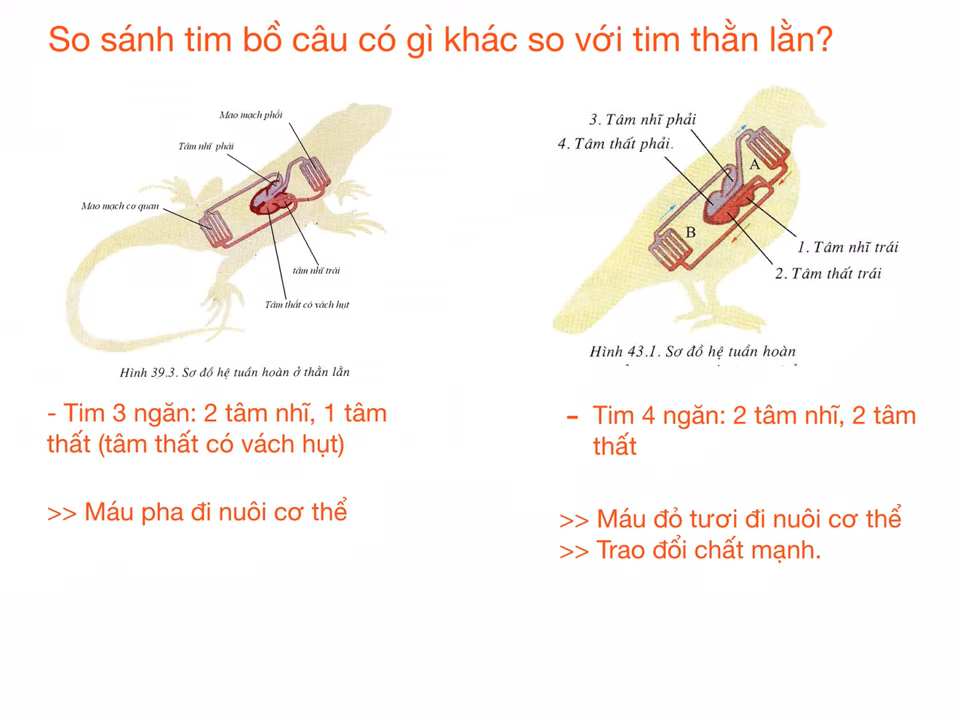 So sánh tim bồ câu có gì khác so với tim thằn lằn?
Mao mạch phổi
Tâm nhĩ phải
Mao mạch cơ quan
tâm nhĩ trái
Tâm thất có vách hụt
Hình 39.3. Sơ đồ hệ tuần hoàn ở thằn lằn
- Tim 3 ngăn: 2 tâm nhĩ, 1 tâm
thất (tâm thất có vách hụt)
>> Máu pha đi nuôi cơ thể
3. Tâm nhĩ phải
4. Tâm thất phải.
A
B
1. Tâm nhĩ trái
2. Tâm thất trái
Hình 43.1. Sơ đồ hệ tuần hoàn
- Tim 4 ngăn: 2 tâm nhĩ, 2 tâm
thất
>> Máu đỏ tươi đi nuôi cơ thể
>> Trao đổi chất mạnh.